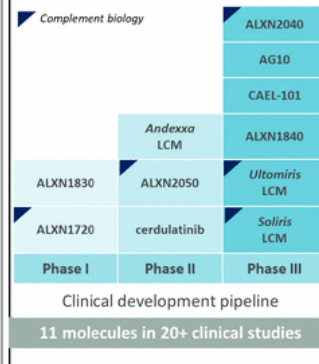 Complement biology
ALXN2040
AG10
CAEL-101
Andexxa
LCM
ALXN1840
ALXN1830
ALXN2050
Ultomiris
LCM
ALXN1720
cerdulatinib
Soliris
LCM
Phase I
Phase II
Phase III
Clinical development pipeline
11 molecules in 20+ clinical studies